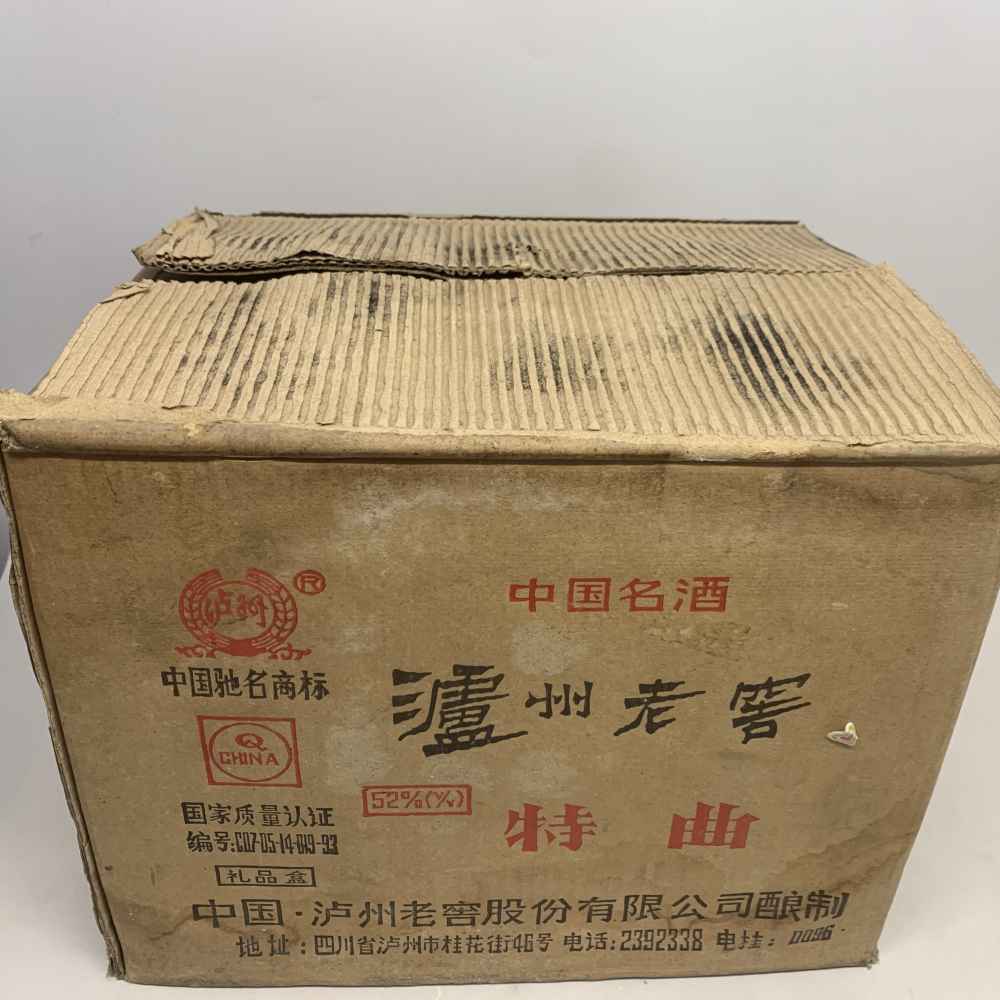 泸州
®
中国驰名商标
Q
CHINA
国家质量认证
编号:C07-05-14-019-93
礼品盒
中国名酒
瀘州老窖
52%(V/V)
特曲
中国·泸州老窖股份有限公司酿制
地址:四川省泸州市桂花街46号 电话:2392338 电挂:0096